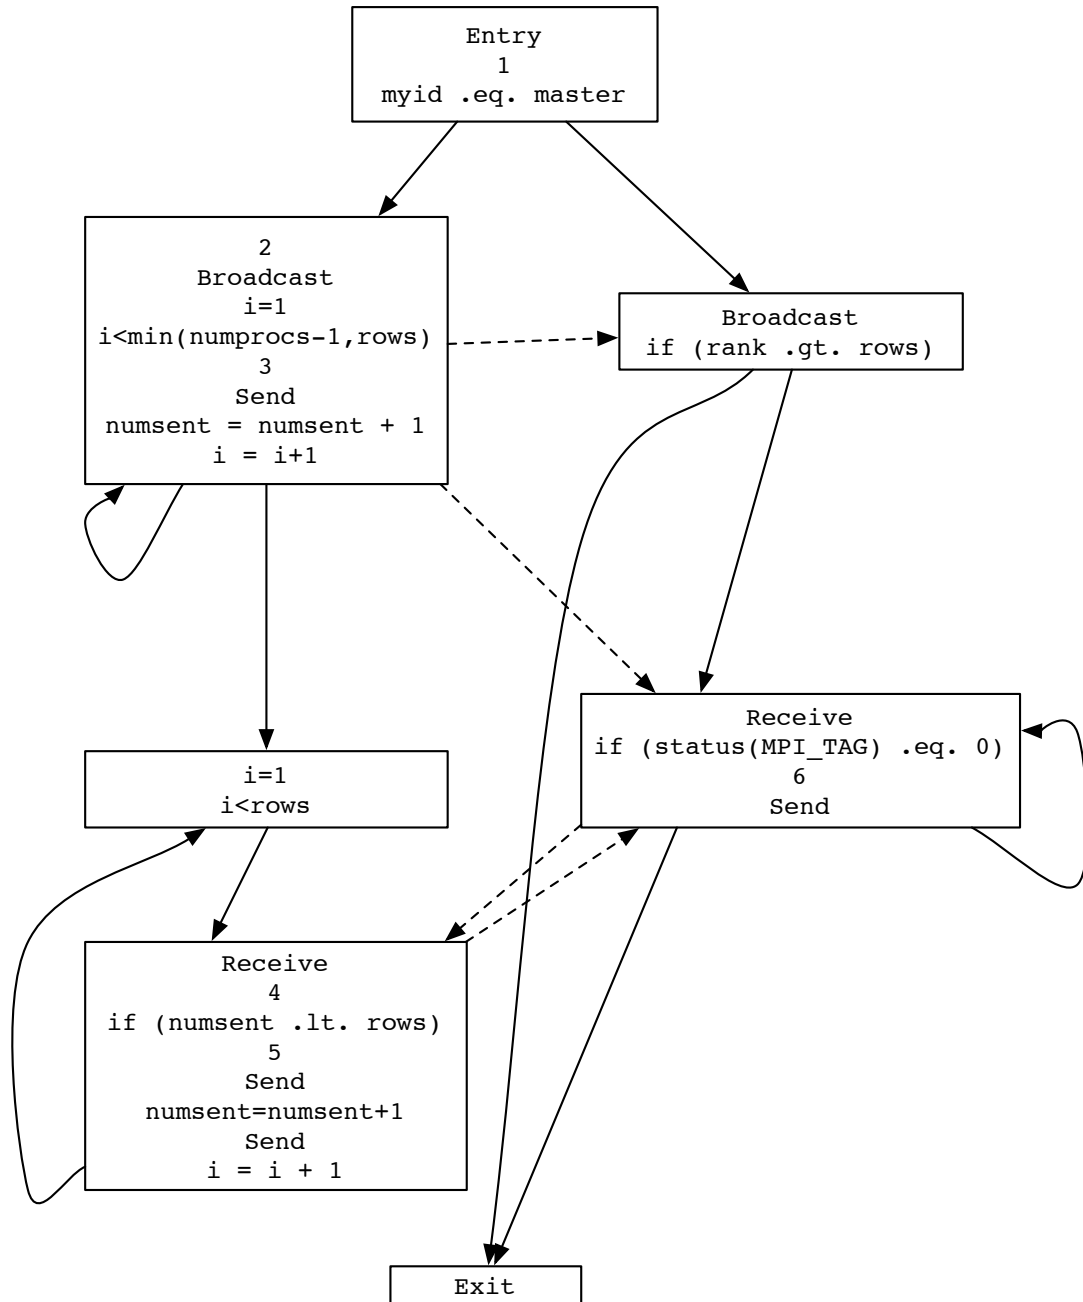 Entry
1
myid .eq. master
2
Broadcast
i=1
i<min(numprocs-1,rows)
3
Send
numsent = numsent + 1
i = i+1
Broadcast
if (rank .gt. rows)
Receive
if (status(MPI_TAG) .eq. 0)
6
Send
i=1
i<rows
Receive
4
if (numsent .lt. rows)
5
Send
numsent=numsent+1
Send
i = i + 1
Exit